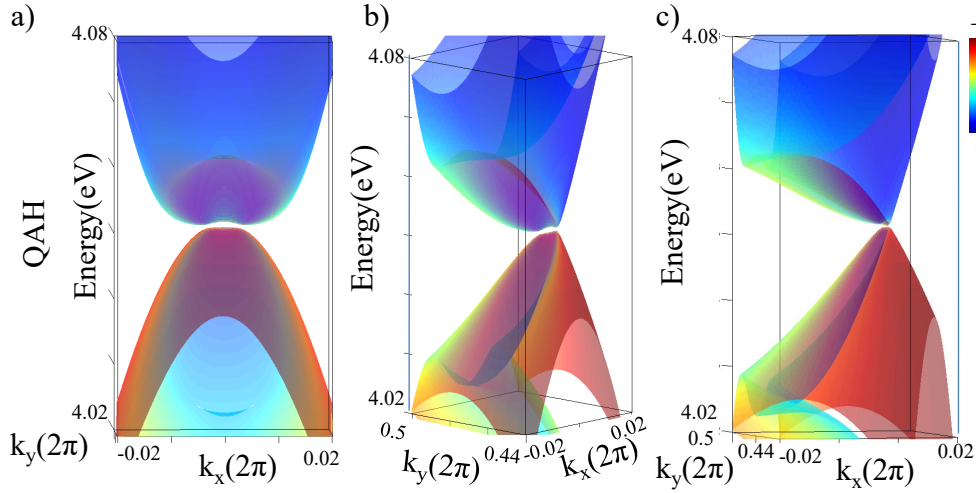 a)
4.08
QAH
Energy(eV)
4.02
k_y(2π)
-0.02
k_x(2π)
0.02
b)
4.08
Energy(eV)
4.02
0.5
k_y(2π)
0.44
-0.02
k_x(2π)
0.02
c)
4.08
Energy(eV)
4.02
0.5
k_y(2π)
0.44
-0.02
k_x(2π)
0.02